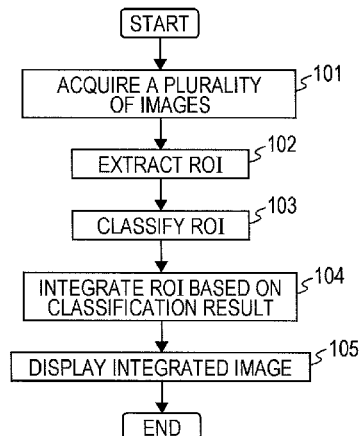 START
ACQUIRE A PLURALITY
OF IMAGES
101
EXTRACT ROI
102
CLASSIFY ROI
103
INTEGRATE ROI BASED ON
CLASSIFICATION RESULT
104
DISPLAY INTEGRATED IMAGE
105
END